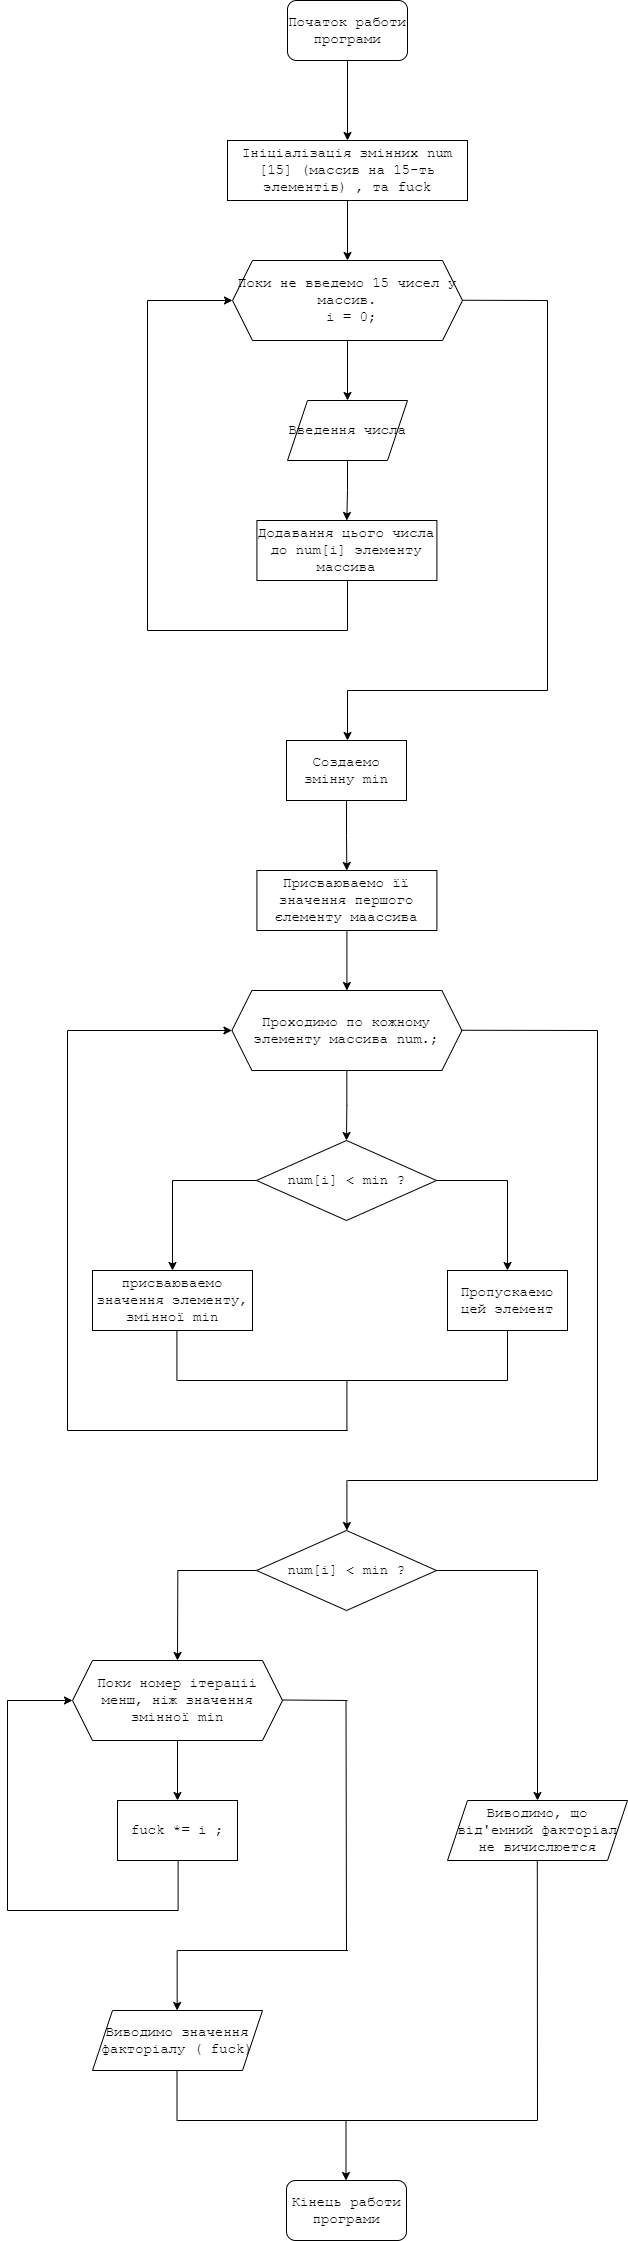 Початок работи
програми
Ініціалізація змінних num
[15] (массив на 15-ть
элементів) , та fuck
Поки не введемо 15 чисел у
массив.
i = 0;
Введення числа
Додавання цього числа
до num[i] элементу
массива
Создаемо
змінну min
Присваюваемо її
значення першого
єлементу маассива
Проходимо по кожному
элементу массива num.;
num[i] < min ?
присваюваемо
значення элементу,
змінної min
Пропускаемо
цей элемент
num[i] < min ?
Поки номер ітераціі
менш, ніж значення
змінної min
fuck *= i ;
Виводимо, що
від'емний факторіал
не вичислюется
Виводимо значення
факторіалу ( fuck)
Кінець работи
програми